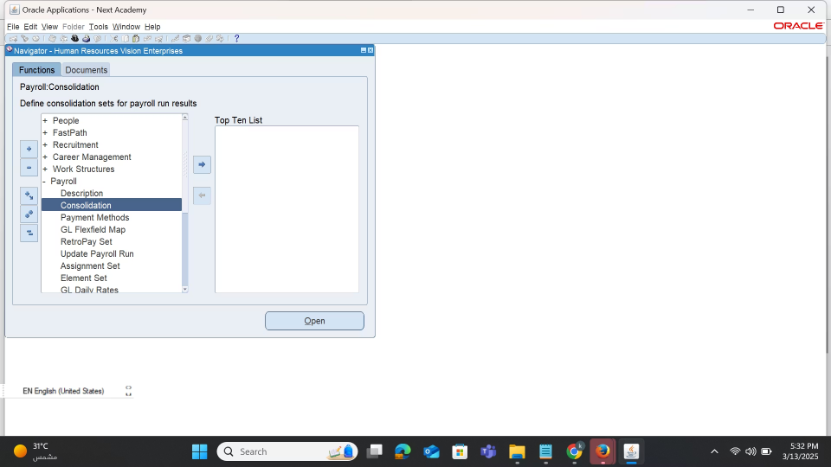 Oracle Applications - Next Academy
File Edit View Folder Tools Window Help
ORACLE
Navigator - Human Resources Vision Enterprises
Functions Documents
Payroll:Consolidation
Define consolidation sets for payroll run results
Top Ten List
+ People
+ FastPath
+ Recruitment
+ Career Management
+ Work Structures
- Payroll
Description
Consolidation
Payment Methods
GL Flexfield Map
RetroPay Set
Update Payroll Run
Assignment Set
Element Set
GL Daily Rates
Open
EN English (United States)
31°C
مشمس
Search
5:32 PM
3/13/2025